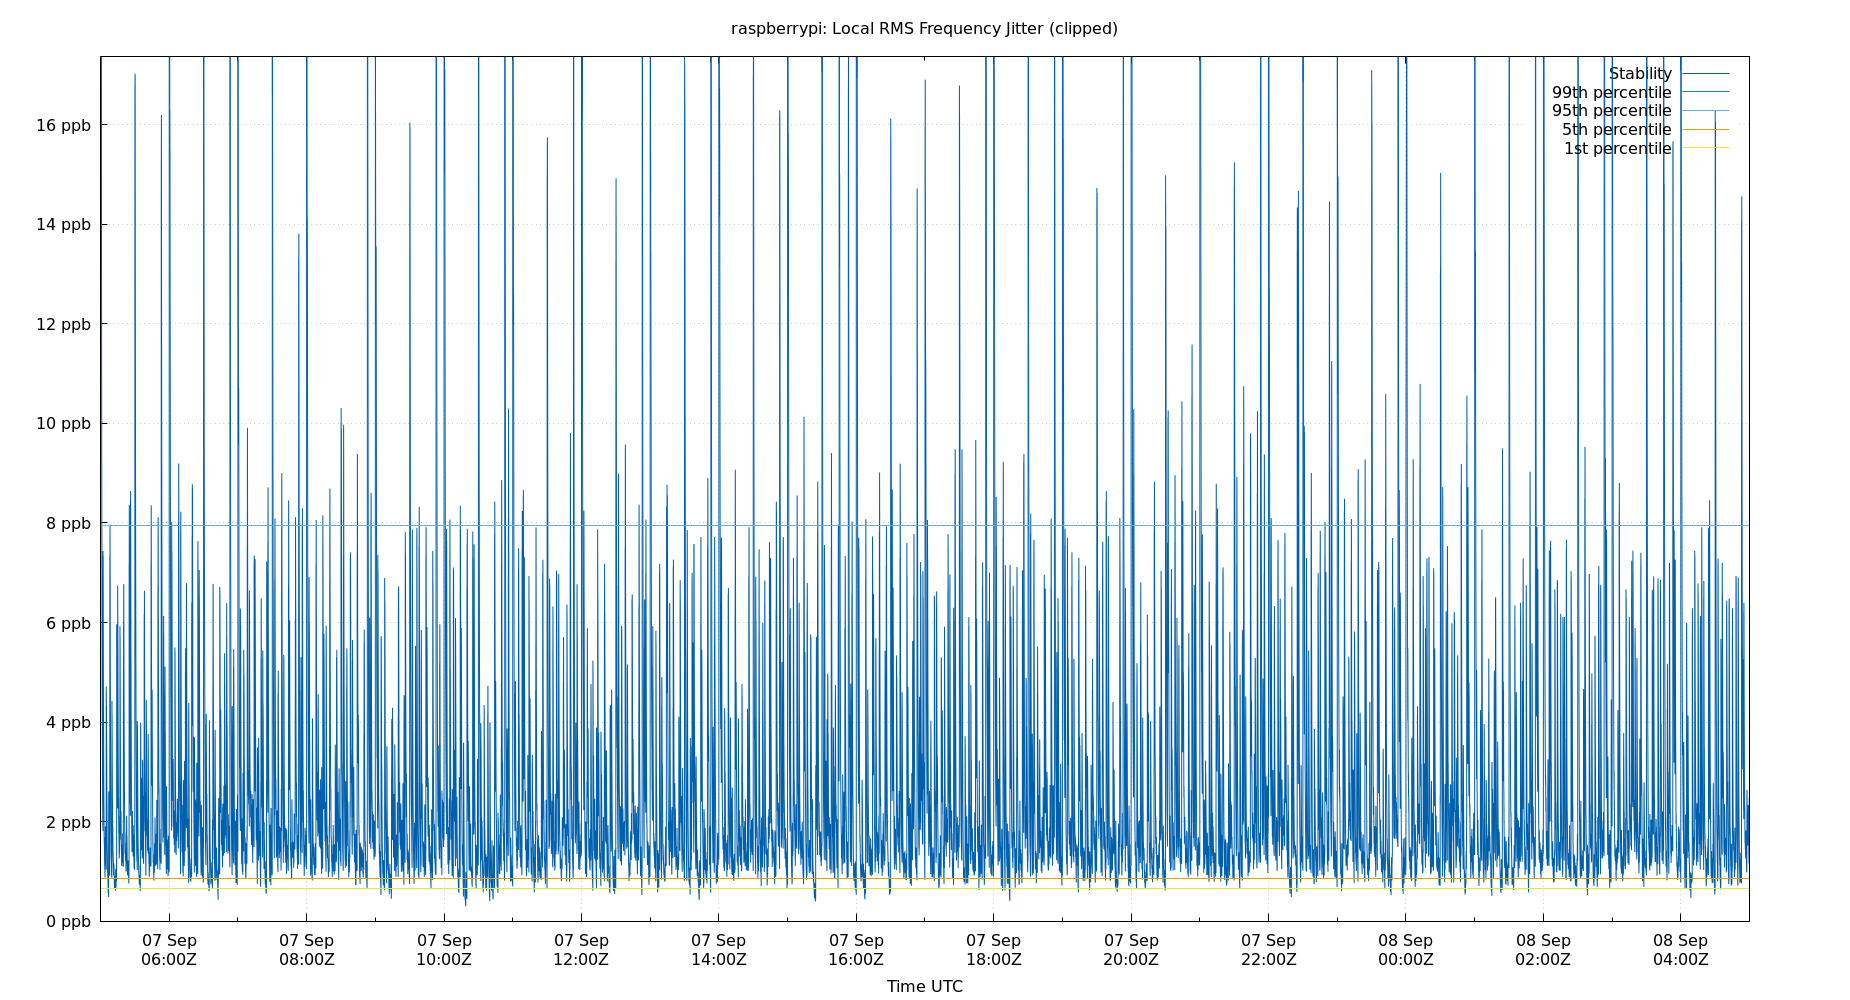 raspberrypi: Local RMS Frequency Jitter (clipped)
Stability
99th percentile
95th percentile
5th percentile
1st percentile
16 ppb
14 ppb
12 ppb
10 ppb
8 ppb
6 ppb
4 ppb
2 ppb
0 ppb
07 Sep 07 Sep 07 Sep 07 Sep 07 Sep 07 Sep 07 Sep 07 Sep 07 Sep 08 Sep 08 Sep 08 Sep
06:00Z 08:00Z 10:00Z 12:00Z 14:00Z 16:00Z 18:00Z 20:00Z 22:00Z 00:00Z 02:00Z 04:00Z
Time UTC